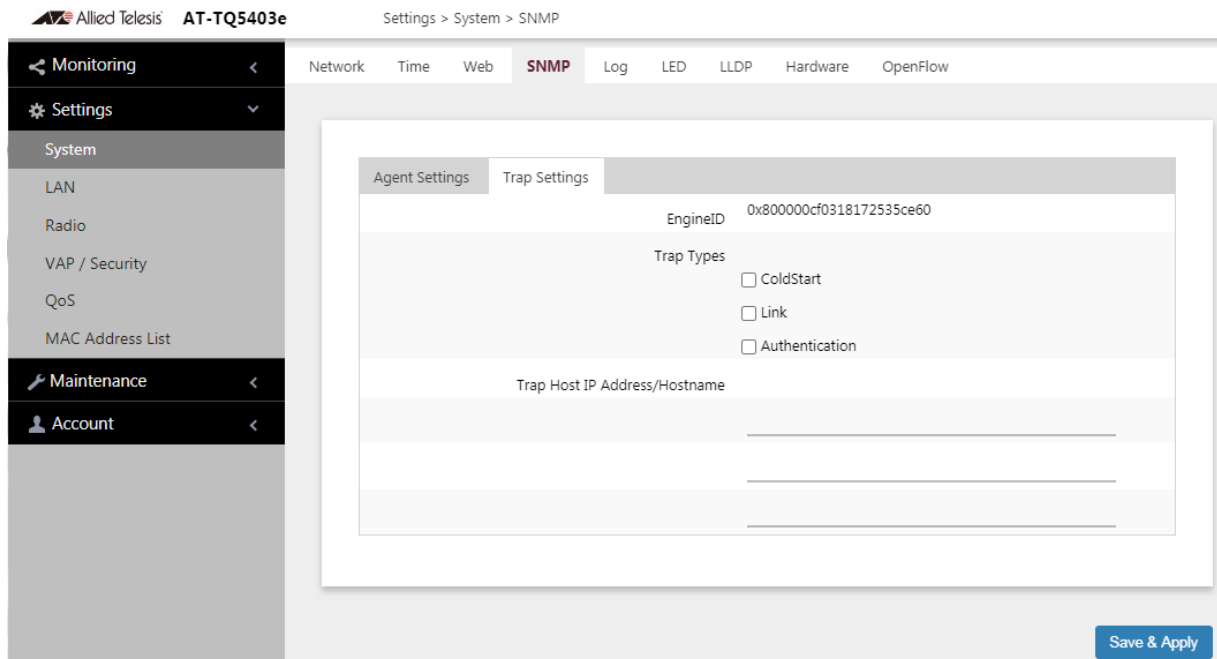 Allied Telesis AT-TQ5403e Settings > System > SNMP
Monitoring
Network Time Web SNMP Log LED LLDP Hardware OpenFlow
Settings
System
LAN
Radio
VAP / Security
QoS
MAC Address List
Maintenance
Account
Agent Settings Trap Settings
EngineID 0x800000cf0318172535ce60
Trap Types
ColdStart
Link
Authentication
Trap Host IP Address/Hostname
Save & Apply